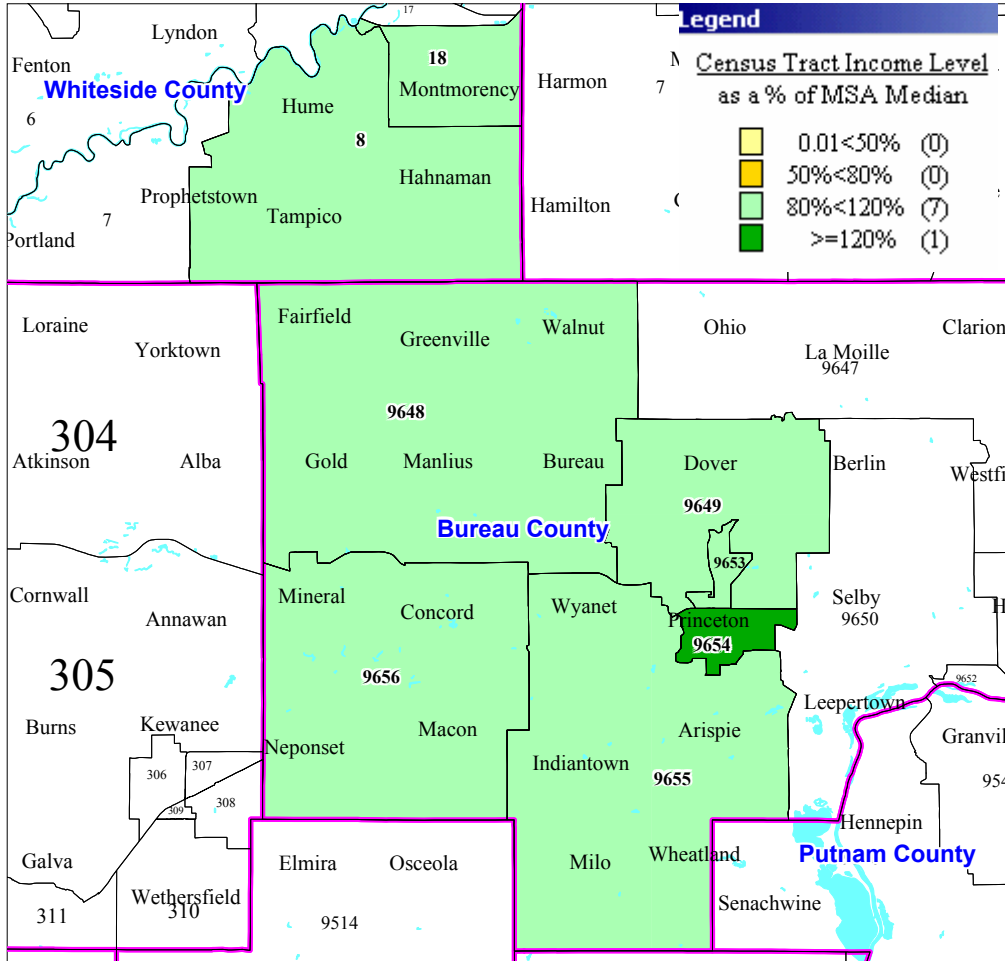 17
Legend
Lyndon
Census Tract Income Level
as a % of MSA Median
Fenton
18
Harmon
7
Whiteside County
Montmorency
Hume
6
8
0.01<50% (0)
50%<80% (0)
80%<120% (7)
>=120% (1)
Prophetstown
Hahnaman
Hamilton
7
Tampico
Portland
Loraine
Fairfield
Greenville
Walnut
Ohio
Clarion
Yorktown
La Moille
9647
9648
304
Atkinson
Alba
Gold
Manlius
Bureau
Dover
Berlin
Westfi
9649
Bureau County
9653
Cornwall
Mineral
Concord
Wyanet
Selby
9650
Annawan
Princeton
9654
305
9656
9652
Leepertown
Burns
Kewanee
Macon
Arispie
Granvil
Neponset
Indiantown
9655
954
306
307
308
309
Hennepin
Galva
Elmira
Osceola
Milo
Wheatland
Putnam County
Wethersfield
310
311
9514
Senachwine